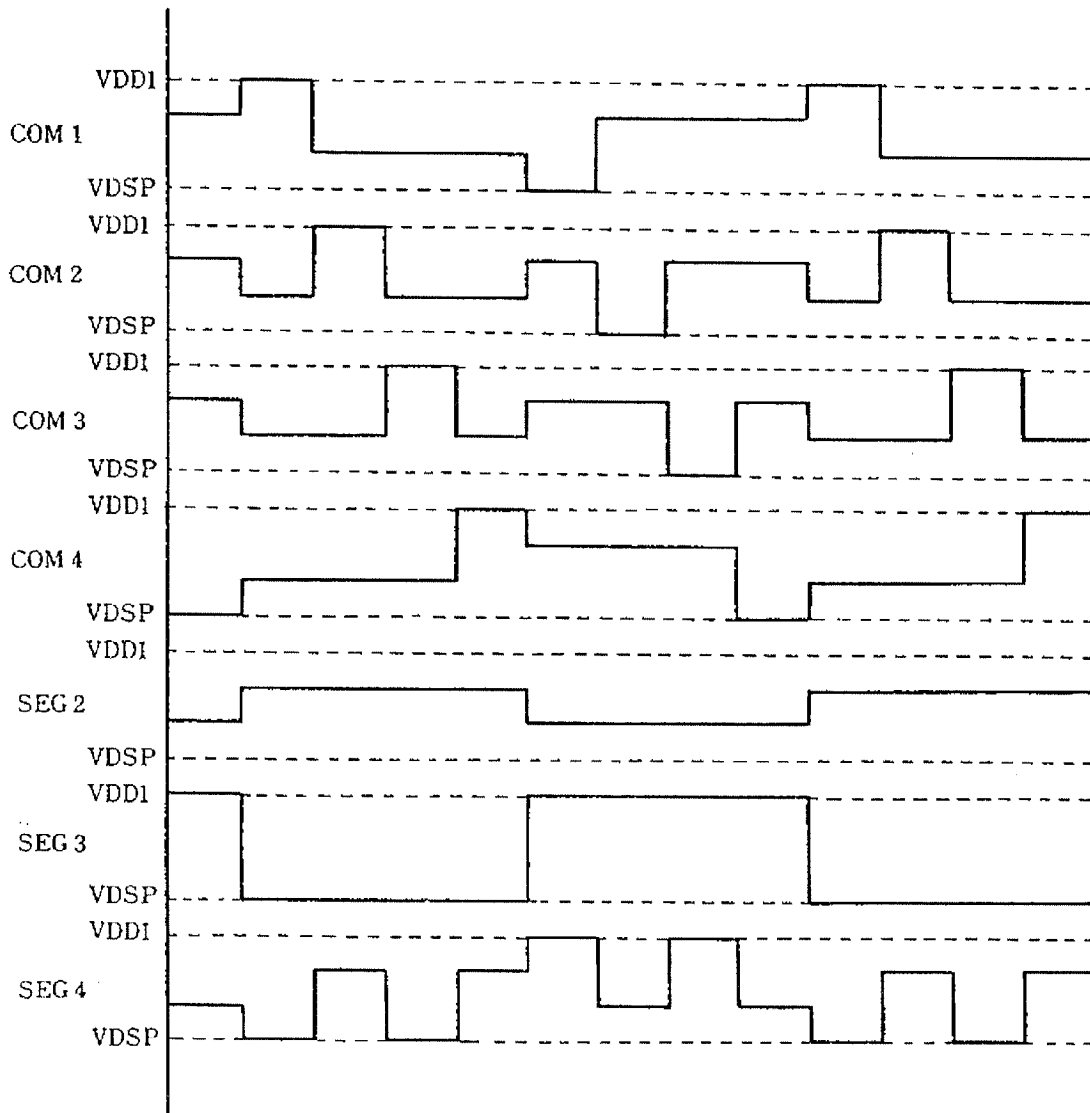 VDD1
COM 1
VDSP
VDD1
COM 2
VDSP
VDD1
COM 3
VDSP
VDD1
COM 4
VDSP
VDD1
SEG 2
VDSP
VDD1
SEG 3
VDSP
VDD1
SEG 4
VDSP